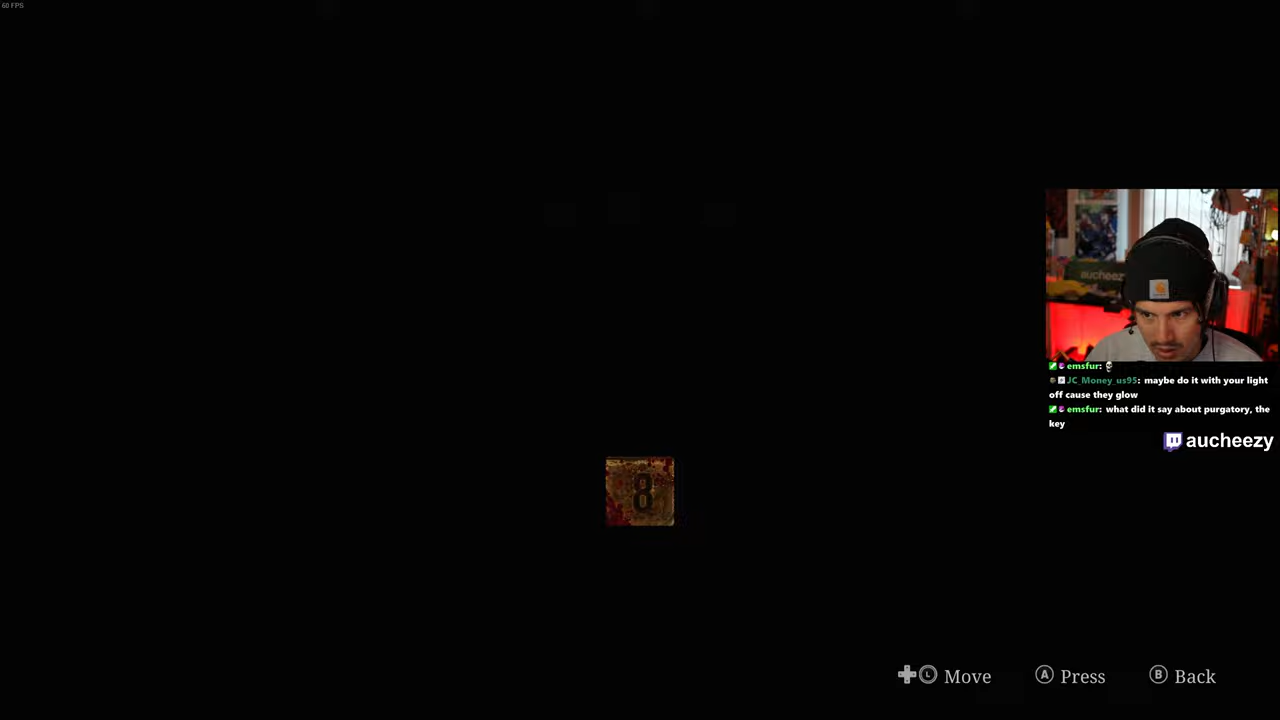 60 FPS
emsfur:
JC_Money_us95: maybe do it with your light
off cause they glow
emsfur: what did it say about purgatory, the
key
aucheezy
aucheezy
8
L Move A Press B Back